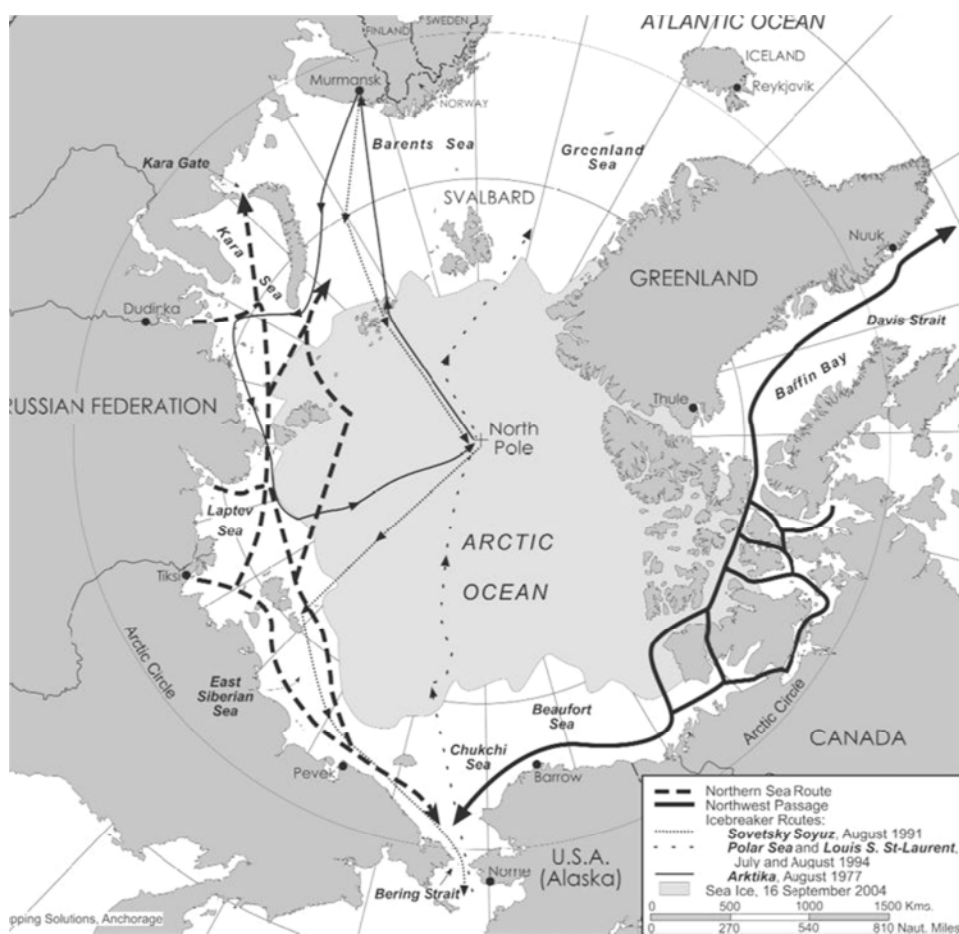 ATLANTIC OCEAN
SWEDEN
FINLAND
ICELAND
Murmansk
Reykjavik
NORWAY
Barents Sea
Greenland
Sea
Kara Gate
SVALBARD
Nuuk
Kara
Sea
GREENLAND
Dudinka
Davis Strait
Baffin Bay
RUSSIAN FEDERATION
Thule
North
Pole
Laptev
Sea
ARCTIC
OCEAN
Tiksi
Arctic Circle
East
Siberian
Sea
Beaufort
Sea
Arctic Circle
CANADA
Chukchi
Sea
Pevek
Barrow
U.S.A.
(Alaska)
Nome
Bering Strait
Northern Sea Route
Northwest Passage
Icebreaker Routes:
Sovetsky Soyuz, August 1991
Polar Sea and Louis S. St-Laurent,
July and August 1994
Arktika, August 1977
Sea Ice, 16 September 2004
0 500 1000 1500 Kms.
0 270 540 810 Naut. Miles
pping Solutions, Anchorage